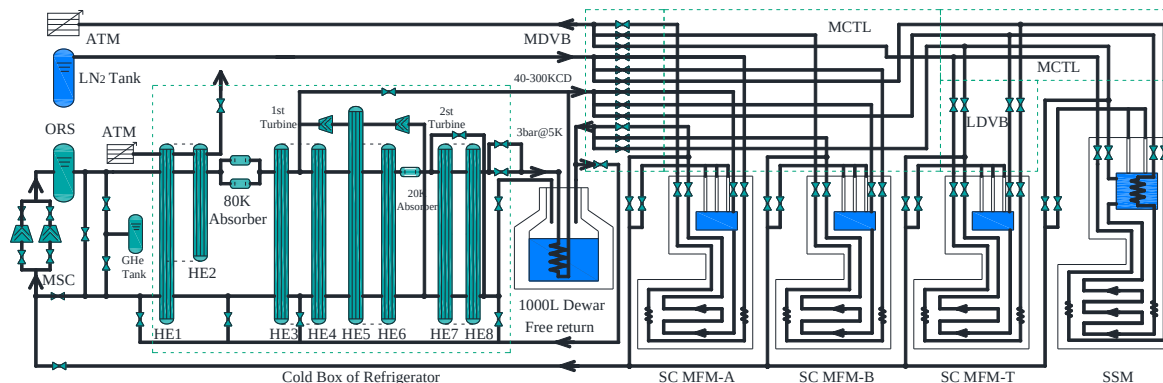 ATM
MDVB
MCTL
LN2 Tank
40-300KCD
MCTL
ORS
ATM
1st
Turbine
2st
Turbine
3bar@5K
LDVB
80K
Absorber
20K
Absorber
GHe
Tank
MSC
HE2
1000L Dewar
Free return
HE1
HE3
HE4
HE5
HE6
HE7
HE8
Cold Box of Refrigerator
SC MFM-A
SC MFM-B
SC MFM-T
SSM